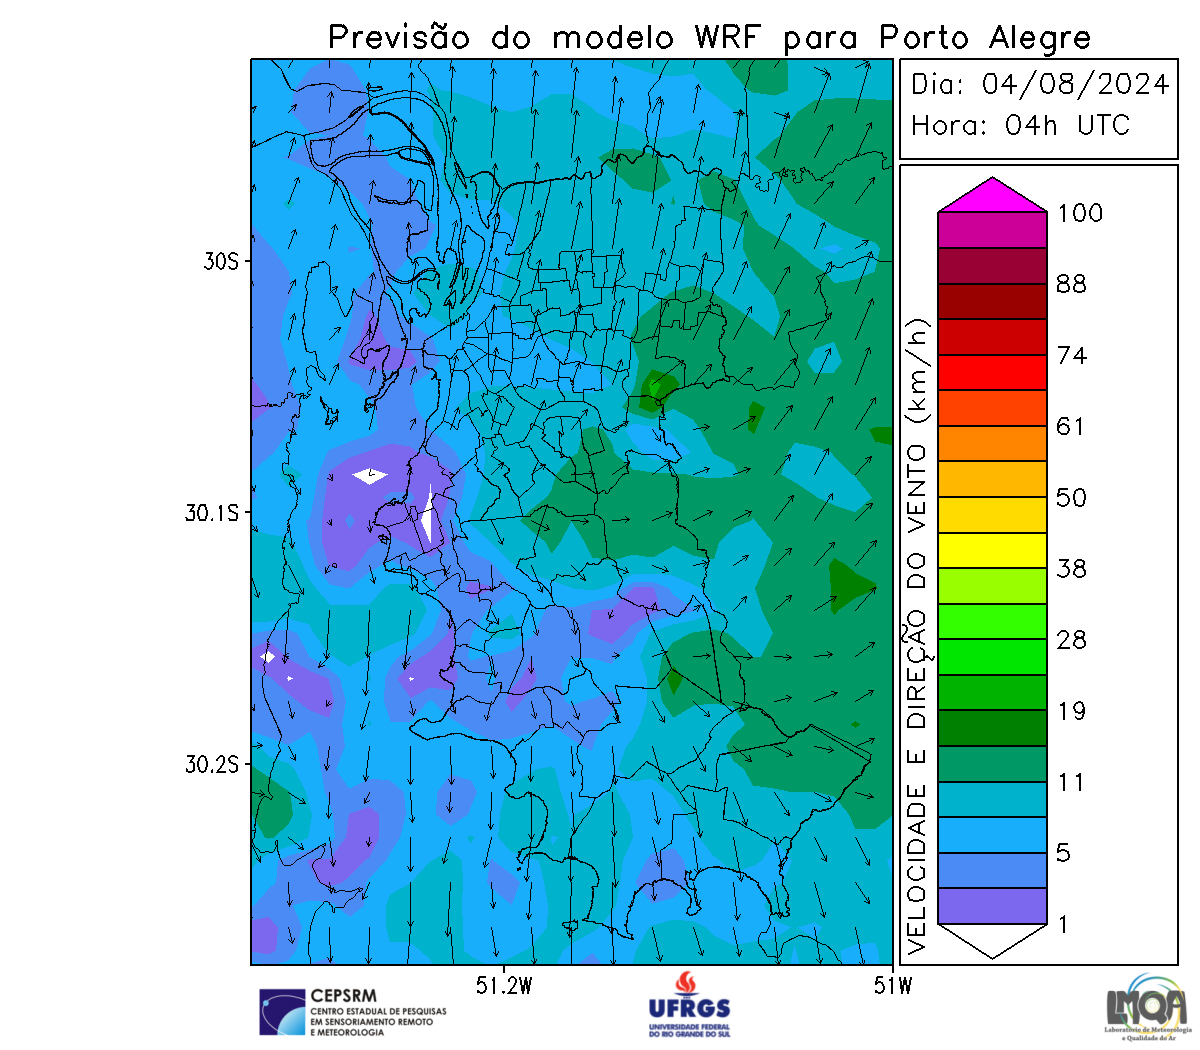 Previsão do modelo WRF para Porto Alegre
Dia: 04/08/2024
Hora: 04h UTC
30S
30.1S
30.2S
51.2W
51W
VELOCIDADE E DIREÇÃO DO VENTO (km/h)
100
88
74
61
50
38
28
19
11
5
1
CEPSRM
CENTRO ESTADUAL DE PESQUISAS
EM SENSORIAMENTO REMOTO
E METEOROLOGIA
UFRGS
UNIVERSIDADE FEDERAL
DO RIO GRANDE DO SUL
LMQA
Laboratório de Meteorologia
e Qualidade do Ar